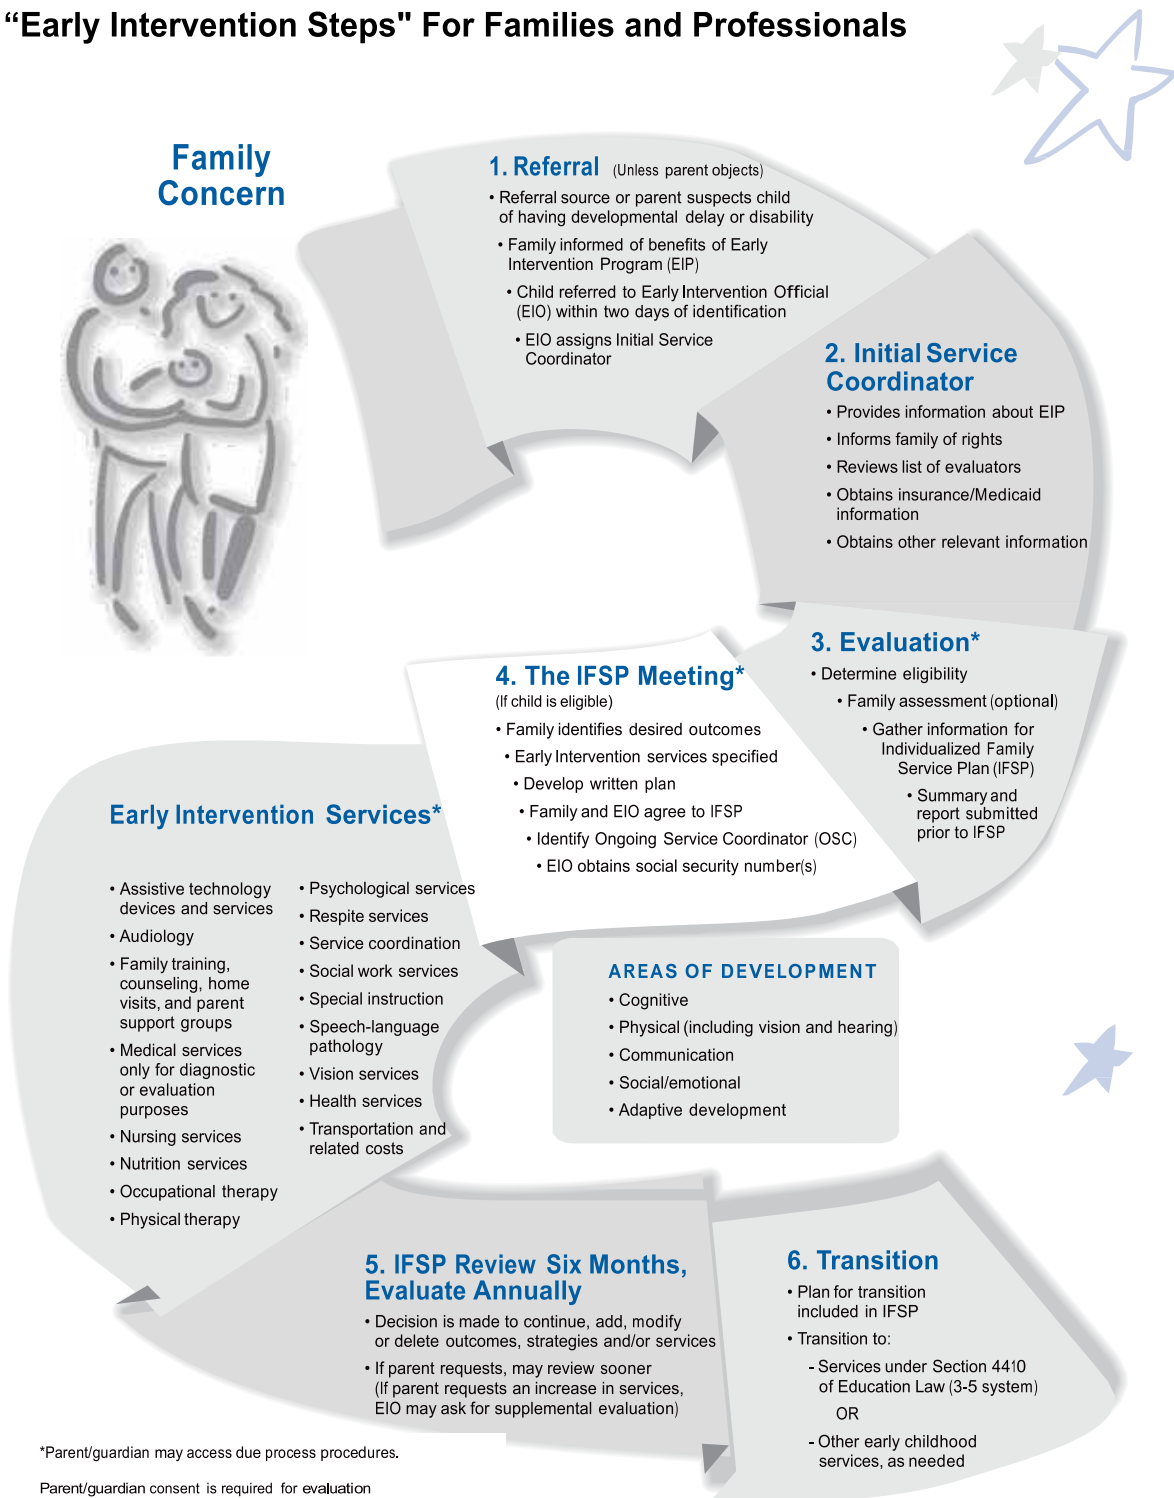 “Early Intervention Steps" For Families and Professionals
Family
Concern
1. Referral (Unless parent objects)
• Referral source or parent suspects child
of having developmental delay or disability
• Family informed of benefits of Early
Intervention Program (EIP)
• Child referred to Early Intervention Official
(EIO) within two days of identification
• EIO assigns Initial Service
Coordinator
2. Initial Service
Coordinator
• Provides information about EIP
• Informs family of rights
• Reviews list of evaluators
• Obtains insurance/Medicaid
information
• Obtains other relevant information
3. Evaluation*
• Determine eligibility
• Family assessment (optional)
• Gather information for
Individualized Family
Service Plan (IFSP)
• Summary and
report submitted
prior to IFSP
4. The IFSP Meeting*
(If child is eligible)
• Family identifies desired outcomes
• Early Intervention services specified
• Develop written plan
• Family and EIO agree to IFSP
• Identify Ongoing Service Coordinator (OSC)
• EIO obtains social security number(s)
Early Intervention Services*
• Assistive technology
devices and services
• Audiology
• Family training,
counseling, home
visits, and parent
support groups
• Medical services
only for diagnostic
or evaluation
purposes
• Nursing services
• Nutrition services
• Occupational therapy
• Physical therapy
• Psychological services
• Respite services
• Service coordination
• Social work services
• Special instruction
• Speech-language
pathology
• Vision services
• Health services
• Transportation and
related costs
AREAS OF DEVELOPMENT
• Cognitive
• Physical (including vision and hearing)
• Communication
• Social/emotional
• Adaptive development
5. IFSP Review Six Months,
Evaluate Annually
• Decision is made to continue, add, modify
or delete outcomes, strategies and/or services
• If parent requests, may review sooner
(If parent requests an increase in services,
EIO may ask for supplemental evaluation)
6. Transition
• Plan for transition
included in IFSP
• Transition to:
- Services under Section 4410
of Education Law (3-5 system)
OR
- Other early childhood
services, as needed
*Parent/guardian may access due process procedures.
Parent/guardian consent is required for evaluation